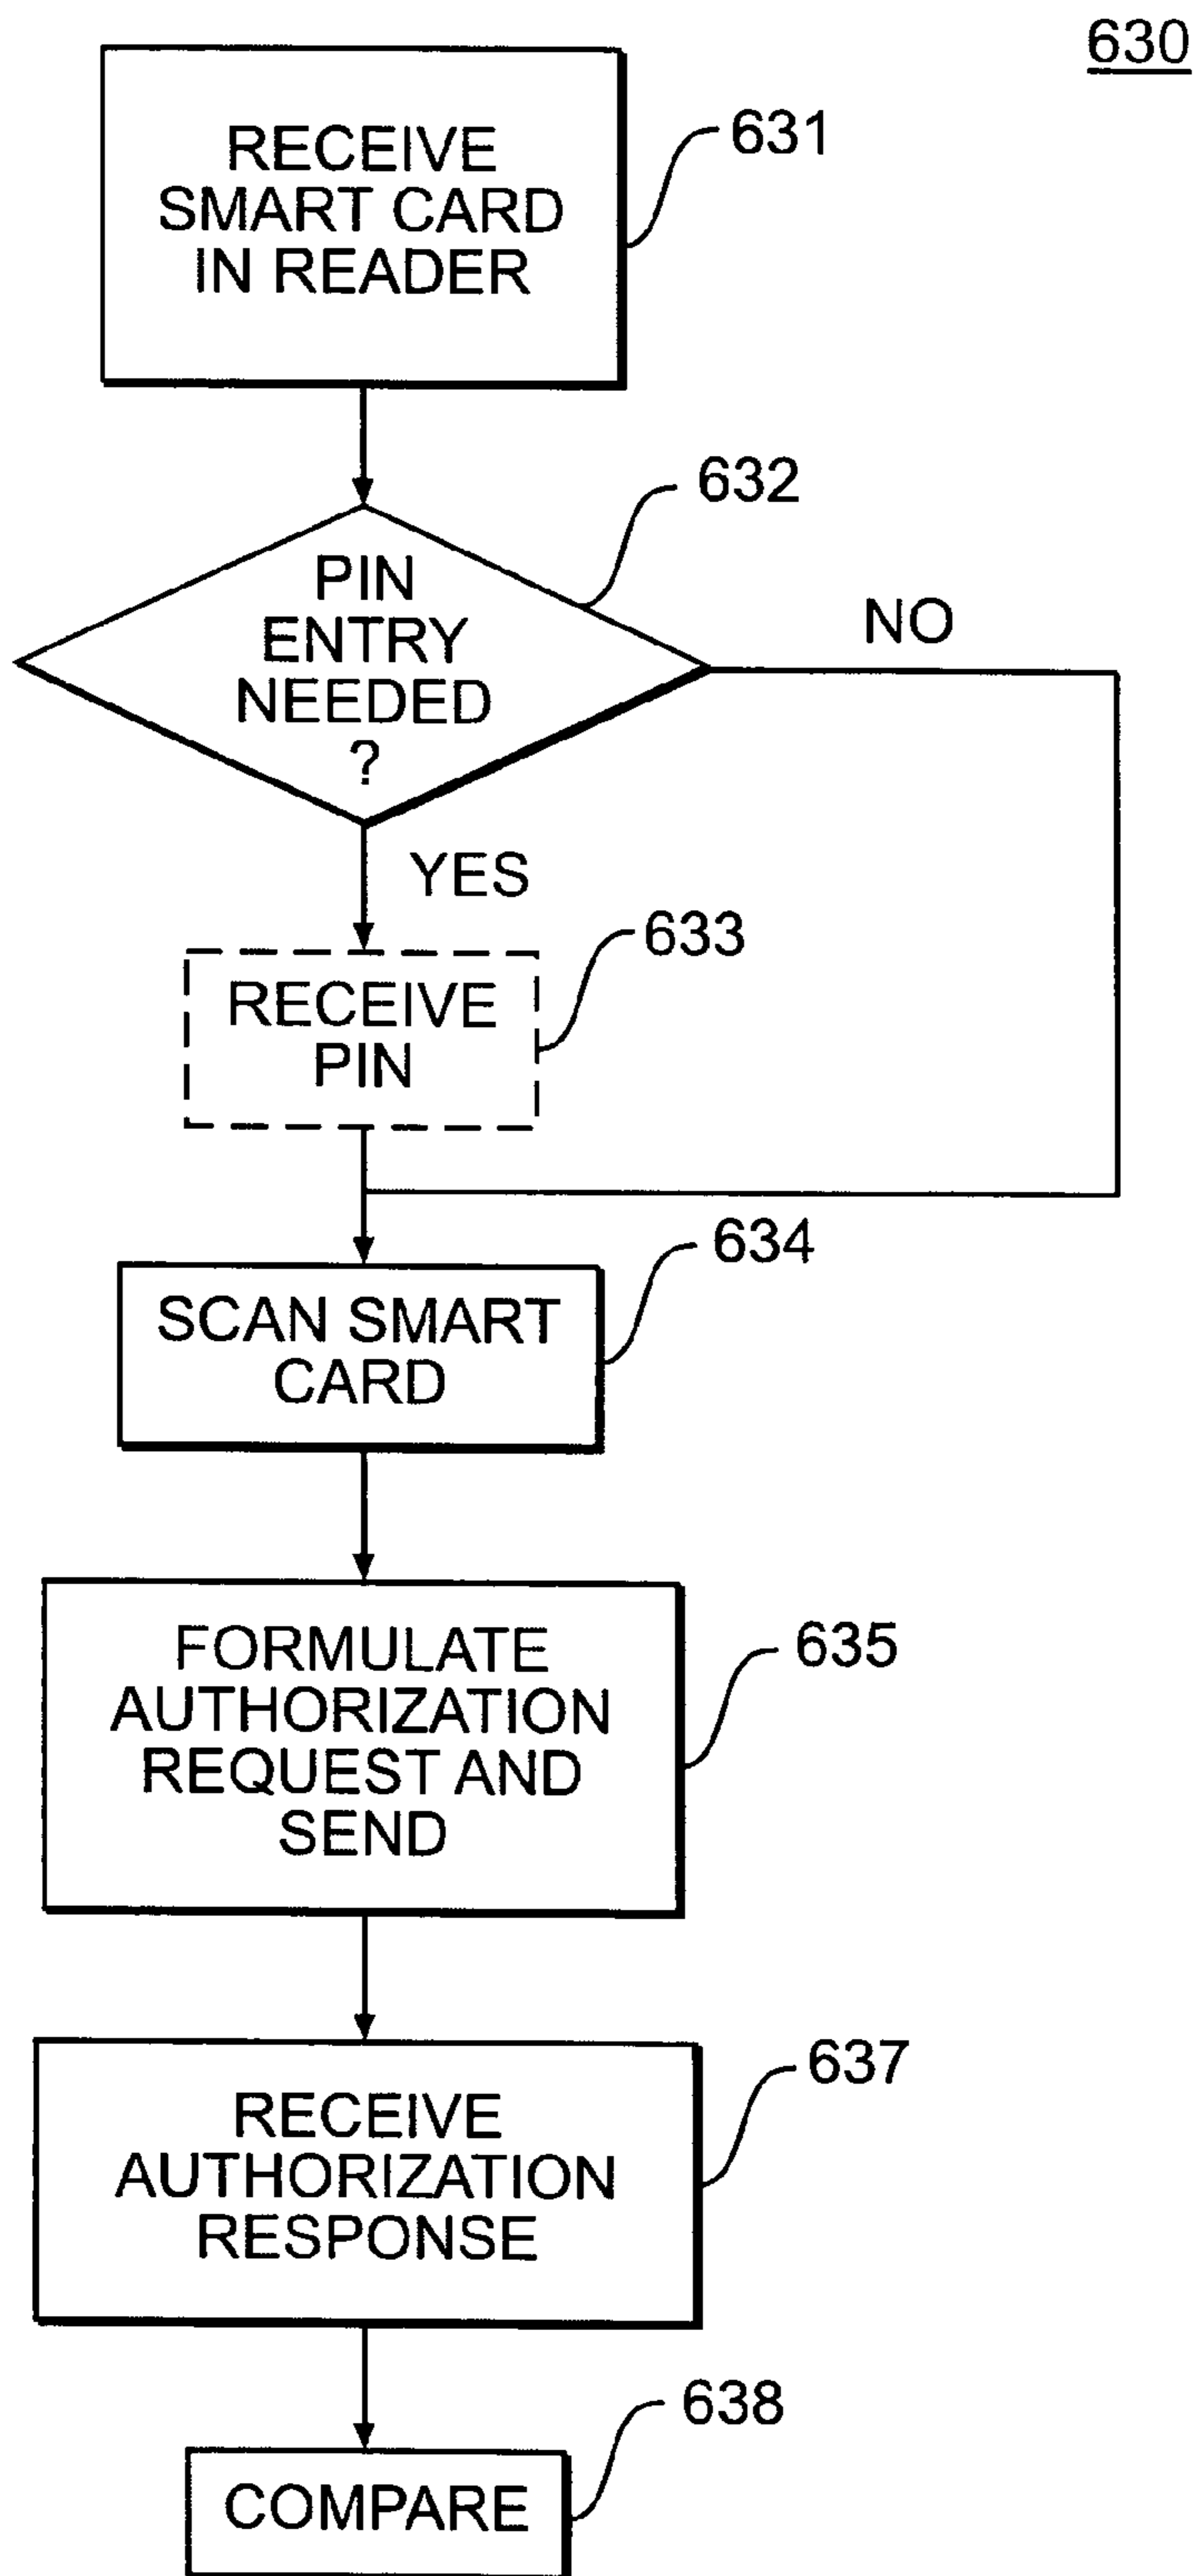 630
RECEIVE
SMART CARD
IN READER
631
632
PIN
ENTRY
NEEDED
?
NO
YES
633
RECEIVE
PIN
634
SCAN SMART
CARD
635
FORMULATE
AUTHORIZATION
REQUEST AND
SEND
637
RECEIVE
AUTHORIZATION
RESPONSE
638
COMPARE